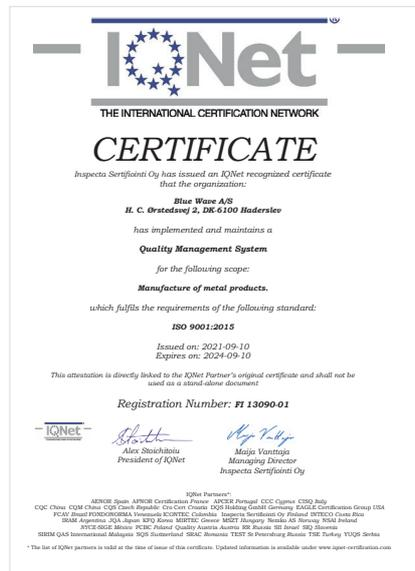 IQNet ®
THE INTERNATIONAL CERTIFICATION NETWORK
CERTIFICATE
Inspecta Sertifiointi Oy has issued an IQNet recognized certificate
that the organization:
Blue Wave A/S
H. C. Ørstedsvej 2, DK-6100 Haderslev
has implemented and maintains a
Quality Management System
for the following scope:
Manufacture of metal products.
which fulfils the requirements of the following standard:
ISO 9001:2015
Issued on: 2021-09-10
Expires on: 2024-09-10
This attestation is directly linked to the IQNet Partner's original certificate and shall not be
used as a stand-alone document
Registration Number: FI 13090-01
IQNet
Alex Stoichitoiu
President of IQNet
Maija Vanttaja
Maija Vanttaja
Managing Director
Inspecta Sertifiointi Oy
IQNet Partners*:
AENOR Spain AFNOR Certification France APCER Portugal CCC Cyprus CISQ Italy
CQC China CQM China CQS Czech Republic Cro Cert Croatia DQS Holding GmbH Germany EAGLE Certification Group USA
FCAV Brazil FONDONORMA Venezuela ICONTEC Colombia Inspecta Sertifiointi Oy Finland INTECO Costa Rica
IRAM Argentina JQA Japan KFQ Korea MIRTEC Greece MSZT Hungary Nemko AS Norway NSAI Ireland
NYCE-SIGE México PCBC Poland Quality Austria Austria RR Russia SII Israel SIQ Slovenia
SIRIM QAS International Malaysia SQS Switzerland SRAC Romania TEST St Petersburg Russia TSE Turkey YUQS Serbia
* The list of IQNet partners is valid at the time of issue of this certificate. Updated information is available under www.iqnet-certification.com